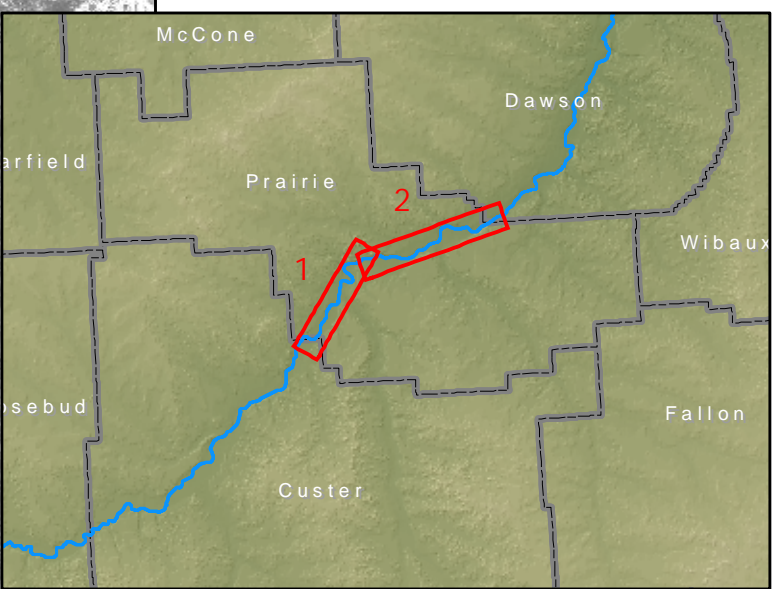 McCone
Dawson
arfield
Prairie
2
Wibaux
1
osebud
Fallon
Custer